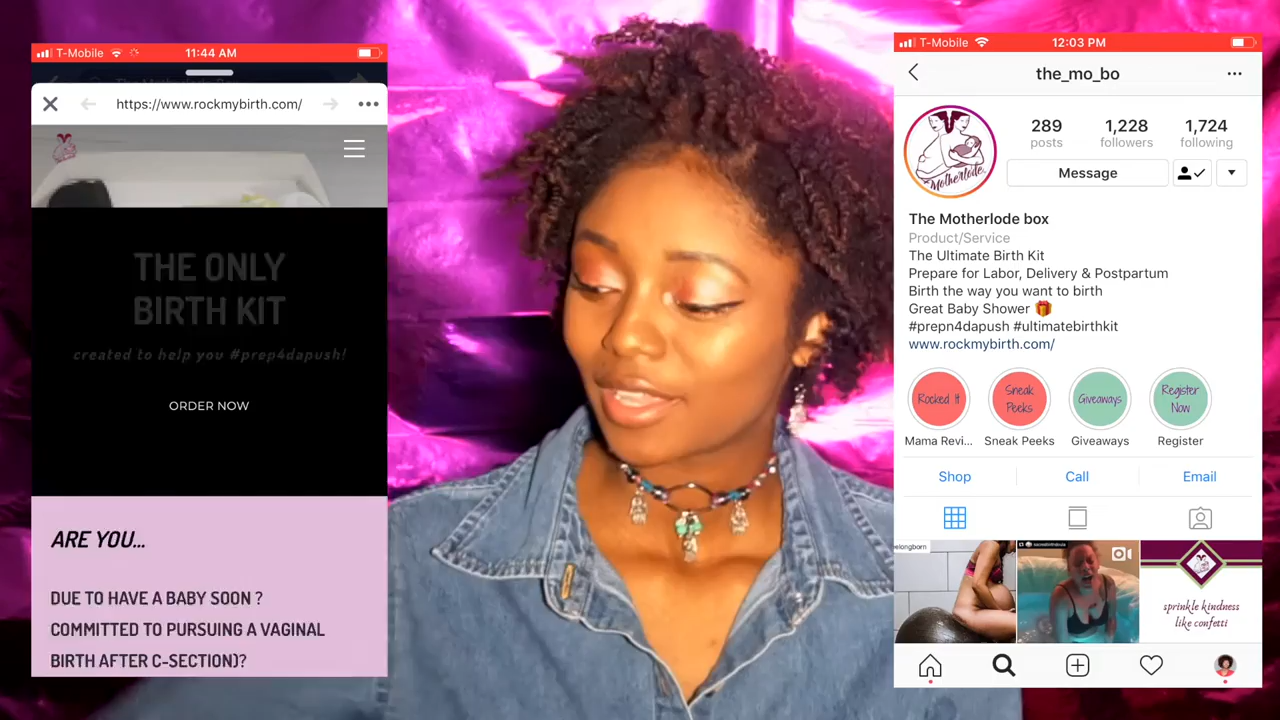 T-Mobile 11:44 AM
https://www.rockmybirth.com/
THE ONLY
BIRTH KIT
created to help you #prep4dapush!
ORDER NOW
ARE YOU...
DUE TO HAVE A BABY SOON ?
COMMITTED TO PURSUING A VAGINAL
BIRTH AFTER C-SECTION)?
T-Mobile 12:03 PM
the_mo_bo
Motherlode
289 1,228 1,724
posts followers following
Message
The Motherlode box
Product/Service
The Ultimate Birth Kit
Prepare for Labor, Delivery & Postpartum
Birth the way you want to birth
Great Baby Shower 🎁
#prepn4dapush #ultimatebirthkit
www.rockmybirth.com/
Rocked It
Sneak
Peeks
Giveaways
Register
Now
Mama Revi... Sneak Peeks Giveaways Register
Shop Call Email
elongborn
sprinkle kindness
like confetti